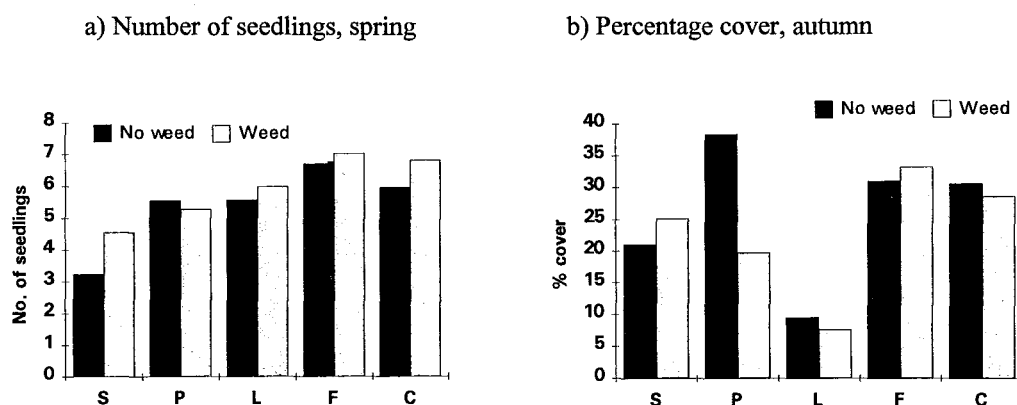 a) Number of seedlings, spring
b) Percentage cover, autumn
8
7
6
5
4
3
2
1
0
No. of seedlings
No weed
Weed
S P L F C
40
35
30
25
20
15
10
5
0
% cover
No weed
Weed
S P L F C